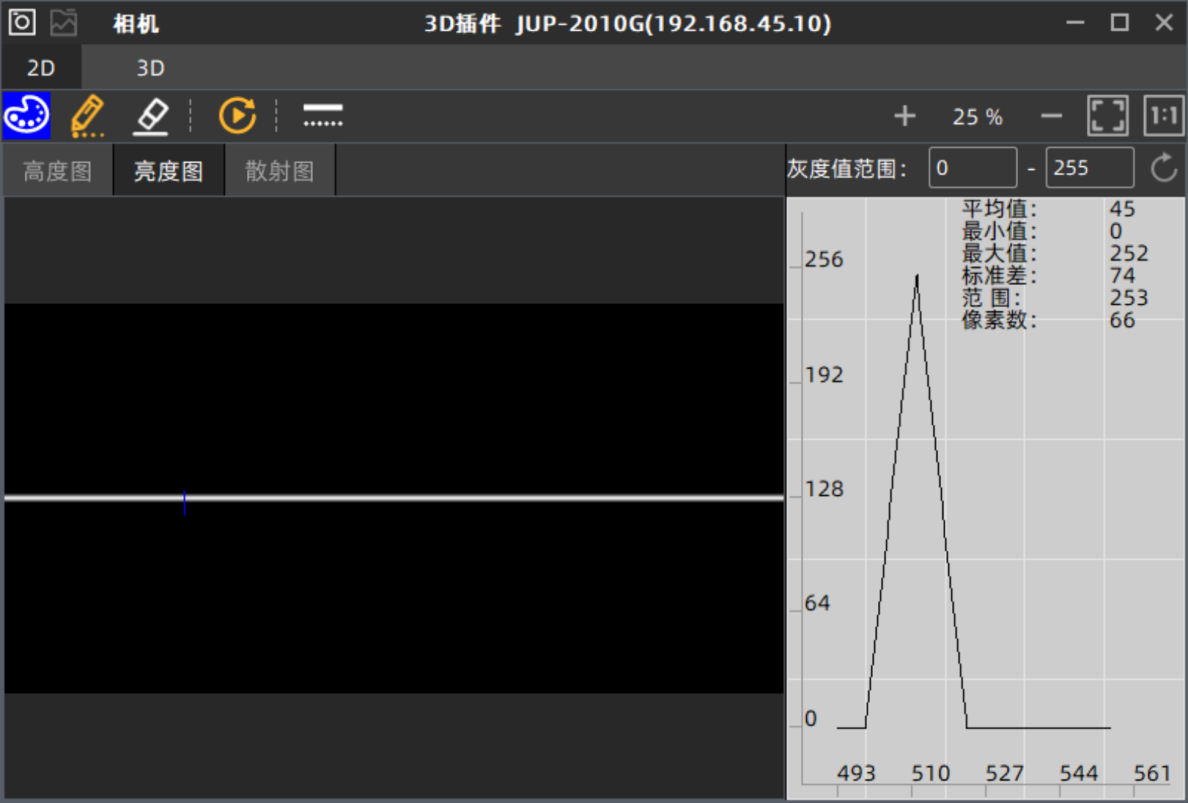 相机
3D插件 JUP-2010G(192.168.45.10)
2D 3D
25 %
1:1
高度图 亮度图 散射图
灰度值范围： 0 - 255
平均值： 45
最小值： 0
最大值： 252
标准差： 74
范 围： 253
像素数： 66
256
192
128
64
0
493 510 527 544 561